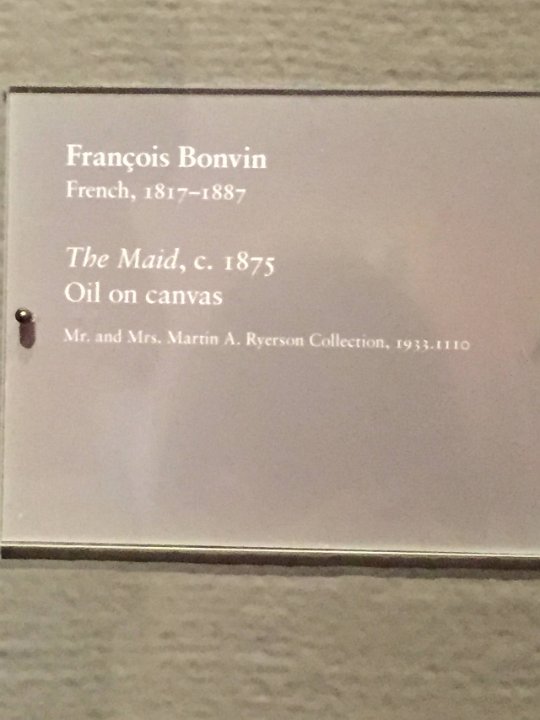 François Bonvin
French, 1817–1887
The Maid, c. 1875
Oil on canvas
Mr. and Mrs. Martin A. Ryerson Collection, 1933.1110